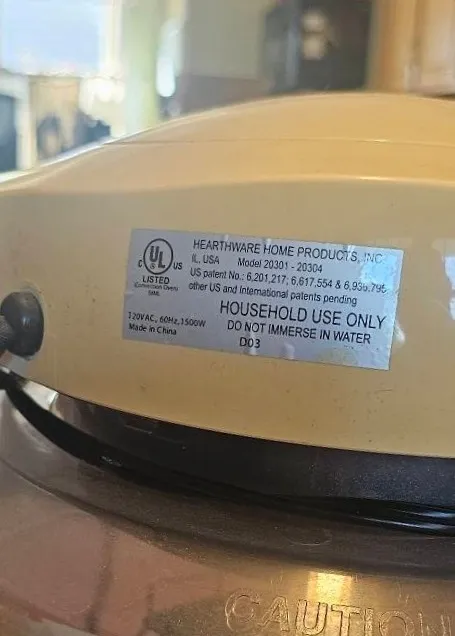 HEARTHWARE HOME PRODUCTS, INC
IL, USA Model 20301 - 20304
US patent No.: 6,201,217; 6,617,554 & 6,936,795
other US and International patents pending
HOUSEHOLD USE ONLY
DO NOT IMMERSE IN WATER
D03
C UL US
LISTED
120VAC, 60Hz,1500W
Made in China
CAUTION